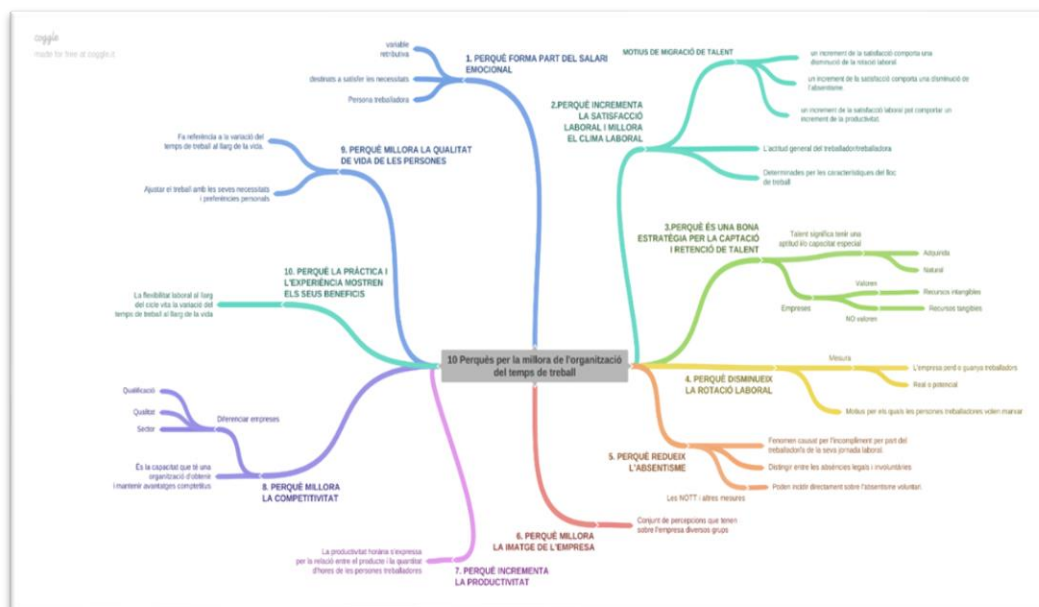 coggle
made for free at coggle.it
10 Perquès per la millora de l'organització
del temps de treball
1. PERQUÈ FORMA PART DEL SALARI
EMOCIONAL
variable
retributiva
destinats a satisfer les necessitats
Persona treballadora
2.PERQUÈ INCREMENTA
LA SATISFACCIÓ
LABORAL I MILLORA
EL CLIMA LABORAL
MOTIUS DE MIGRACIÓ DE TALENT
un increment de la satisfacció comporta una
disminució de la rotació laboral.
un increment de la satisfacció comporta una disminució de
l'absentisme.
un increment de la satisfacció laboral pot comportar un
increment de la productivitat.
L'actitud general del treballador/treballadora
Determinades per les característiques del lloc
de treball
3.PERQUÈ ÉS UNA BONA
ESTRATÈGIA PER LA CAPTACIÓ
I RETENCIÓ DE TALENT
Talent significa tenir una
aptitud i/o capacitat especial
Adquirida
Natural
Empreses
Valoren
Recursos intangibles
NO valoren
Recursos tangibles
4. PERQUÈ DISMINUEIX
LA ROTACIÓ LABORAL
Mesura
L'empresa perd o guanya treballadors
Real o potencial
Motius per els quals les persones treballadores volen marxar
5. PERQUÈ REDUEIX
L'ABSENTISME
Fenomen causat per l'incompliment per part del
treballador/a de la seva jornada laboral.
Distingir entre les absències legals i involuntàries
Les NOTT i altres mesures
Poden incidir directament sobre l'absentisme voluntari.
6. PERQUÈ MILLORA
LA IMATGE DE L'EMPRESA
Conjunt de percepcions que tenen
sobre l'empresa diversos grups
7. PERQUÈ INCREMENTA
LA PRODUCTIVITAT
La productivitat horària s'expressa
per la relació entre el producte i la quantitat
d'hores de les persones treballadores
8. PERQUÈ MILLORA
LA COMPETITIVITAT
Diferenciar empreses
Qualificació
Qualitat
Sector
És la capacitat que té una
organització d'obtenir
i mantenir avantatges competitius
9. PERQUÈ MILLORA LA QUALITAT
DE VIDA DE LES PERSONES
Fa referència a la variació del
temps de treball al llarg de la vida.
Ajustar el treball amb les seves necessitats
i preferències personals
10. PERQUÈ LA PRÀCTICA I
L'EXPERIÈNCIA MOSTREN
ELS SEUS BENEFICIS
La flexibilitat laboral al llarg
del cicle vita la variació del
temps de treball al llarg de la vida